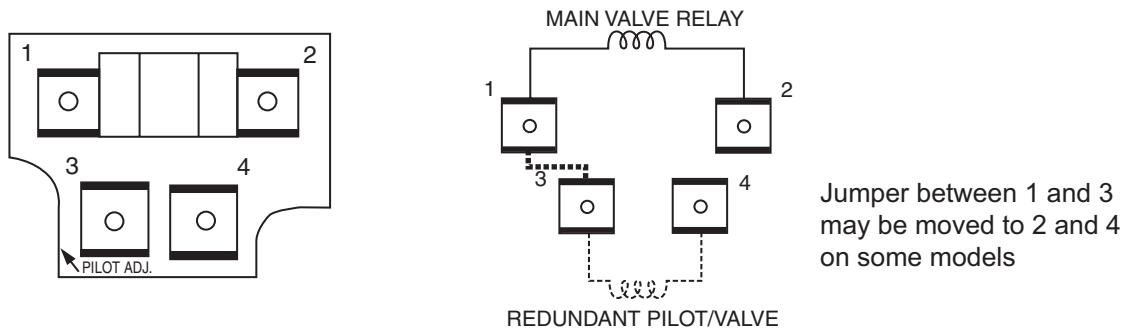 1
2
3
4
PILOT ADJ.
MAIN VALVE RELAY
1
2
3
4
REDUNDANT PILOT/VALVE
Jumper between 1 and 3
may be moved to 2 and 4
on some models